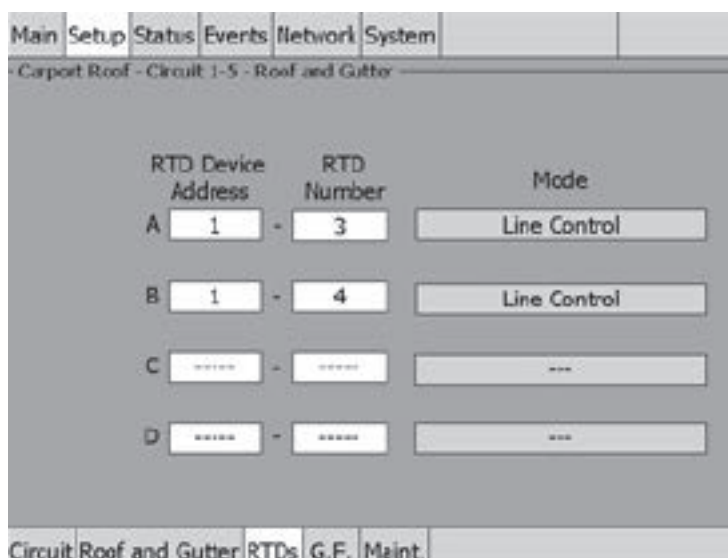 Main Setup Status Events Network System
Carport Roof - Circuit 1-5 - Roof and Gutter
RTD Device Address RTD Number Mode
A 1 - 3 Line Control
B 1 - 4 Line Control
C ----- - ----- ---
D ----- - ----- ---
Circuit Roof and Gutter RTDs G.F. Maint.